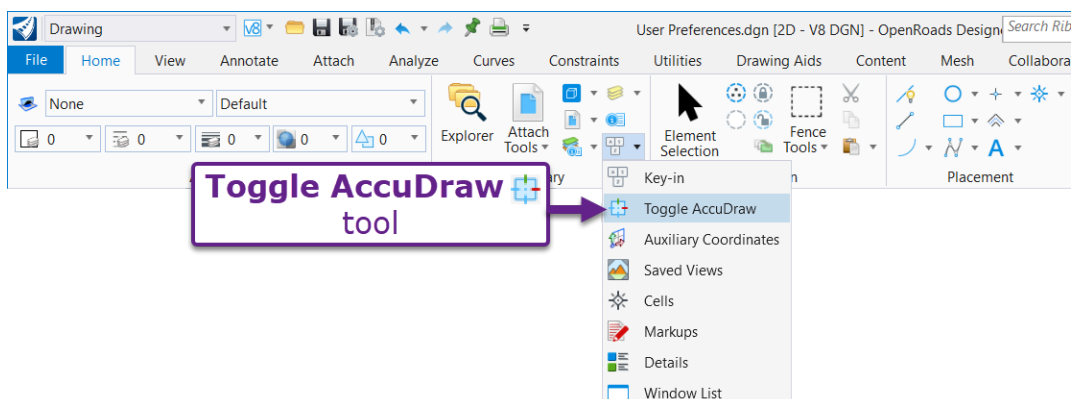 Drawing
V8
User Preferences.dgn [2D - V8 DGN] - OpenRoads Design
Search Rib
File Home View Annotate Attach Analyze Curves Constraints Utilities Drawing Aids Content Mesh Collabora
None
Default
0 0 0 0 0
Explorer
Attach
Tools
Element
Selection
Fence
Tools
Placement
Toggle AccuDraw
tool
Key-in
Toggle AccuDraw
Auxiliary Coordinates
Saved Views
Cells
Markups
Details
Window List